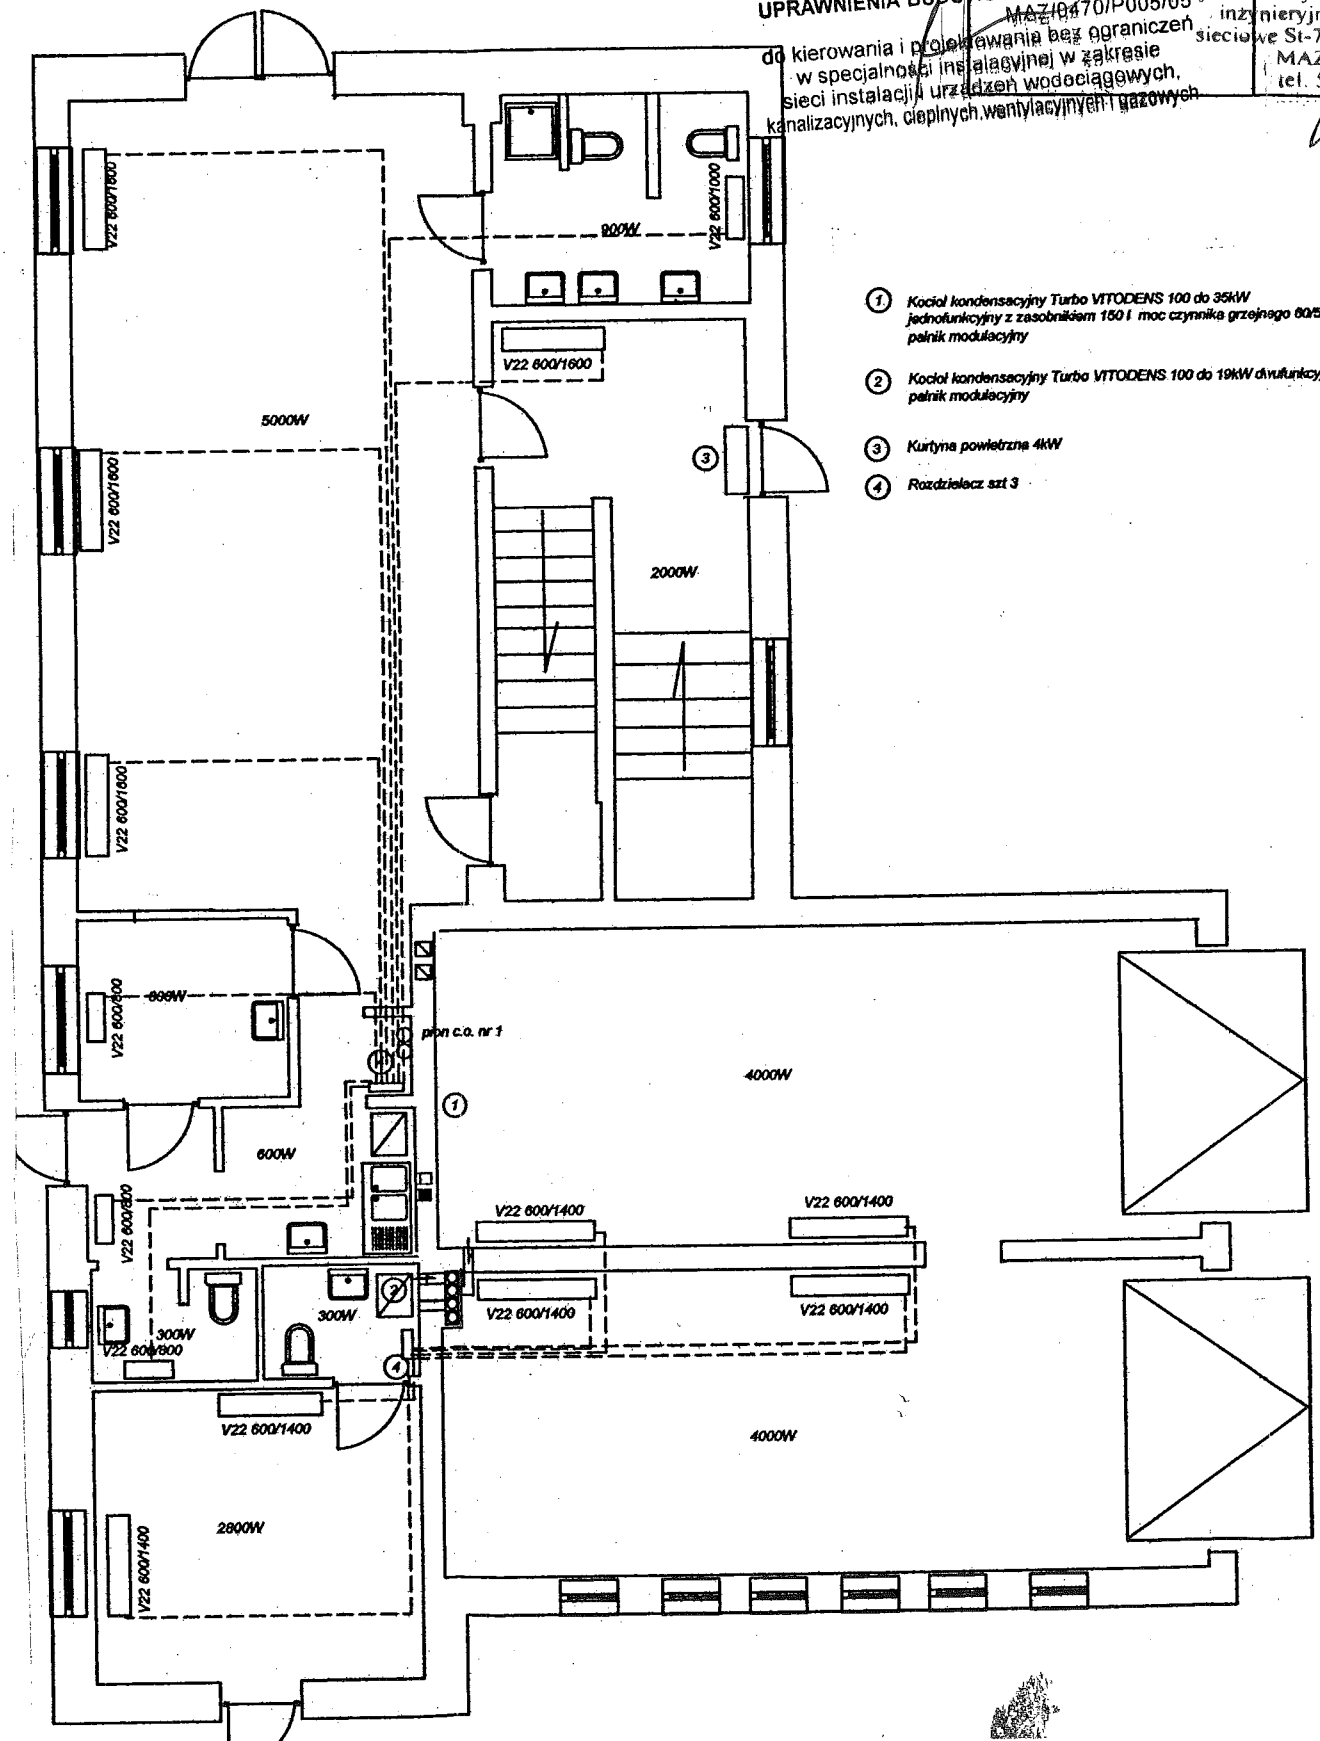 UPRAWNIENIA
MAZ/0470/P005/05
do kierowania i projektowania bez ograniczeń
w specjalności instalacyjnej w zakresie
sieci instalacji i urządzeń wodociągowych,
kanalizacyjnych, cieplnych, wentylacyjnych i gazowych
sieciowe St-7
MAZ
tel.
1 Kocioł kondensacyjny Turbo VITODENS 100 do 35kW
jednofunkcyjny z zasobnikiem 150 l moc czynnika grzejnego
palnik modulacyjny
2 Kocioł kondensacyjny Turbo VITODENS 100 do 19kW
palnik modulacyjny
3 Kurtyna powietrzna 4kW
4 Rozdzielacz szt 3
V22 600/1600
V22 600/1000
900W
V22 600/1600
5000W
3
V22 600/1600
2000W
V22 600/1600
800W
V22 600/800
pion c.o. nr 1
4000W
1
600W
V22 600/800
V22 600/1400
V22 600/1400
300W
300W
V22 600/800
V22 600/1400
V22 600/1400
4
V22 600/1400
4000W
2800W
V22 600/1400